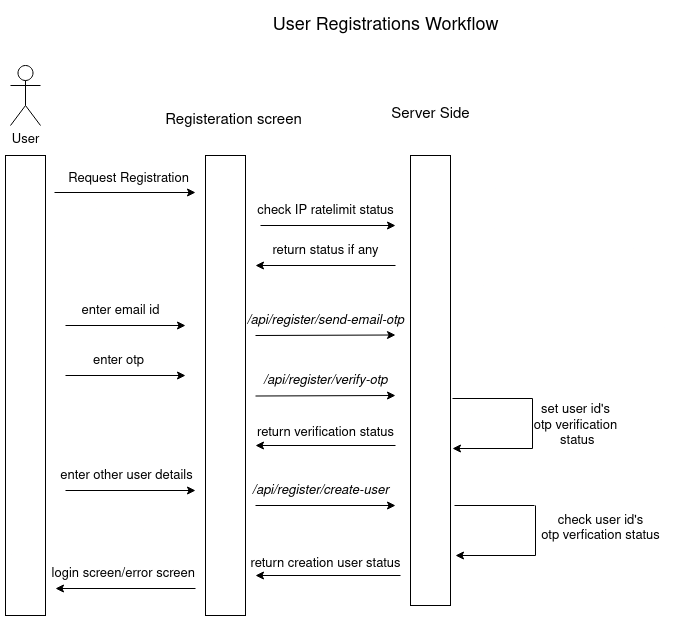 User Registrations Workflow
User
Registeration screen
Server Side
Request Registration
check IP ratelimit status
return status if any
enter email id
/api/register/send-email-otp
enter otp
/api/register/verify-otp
set user id's
otp verification
status
return verification status
enter other user details
/api/register/create-user
check user id's
otp verfication status
return creation user status
login screen/error screen